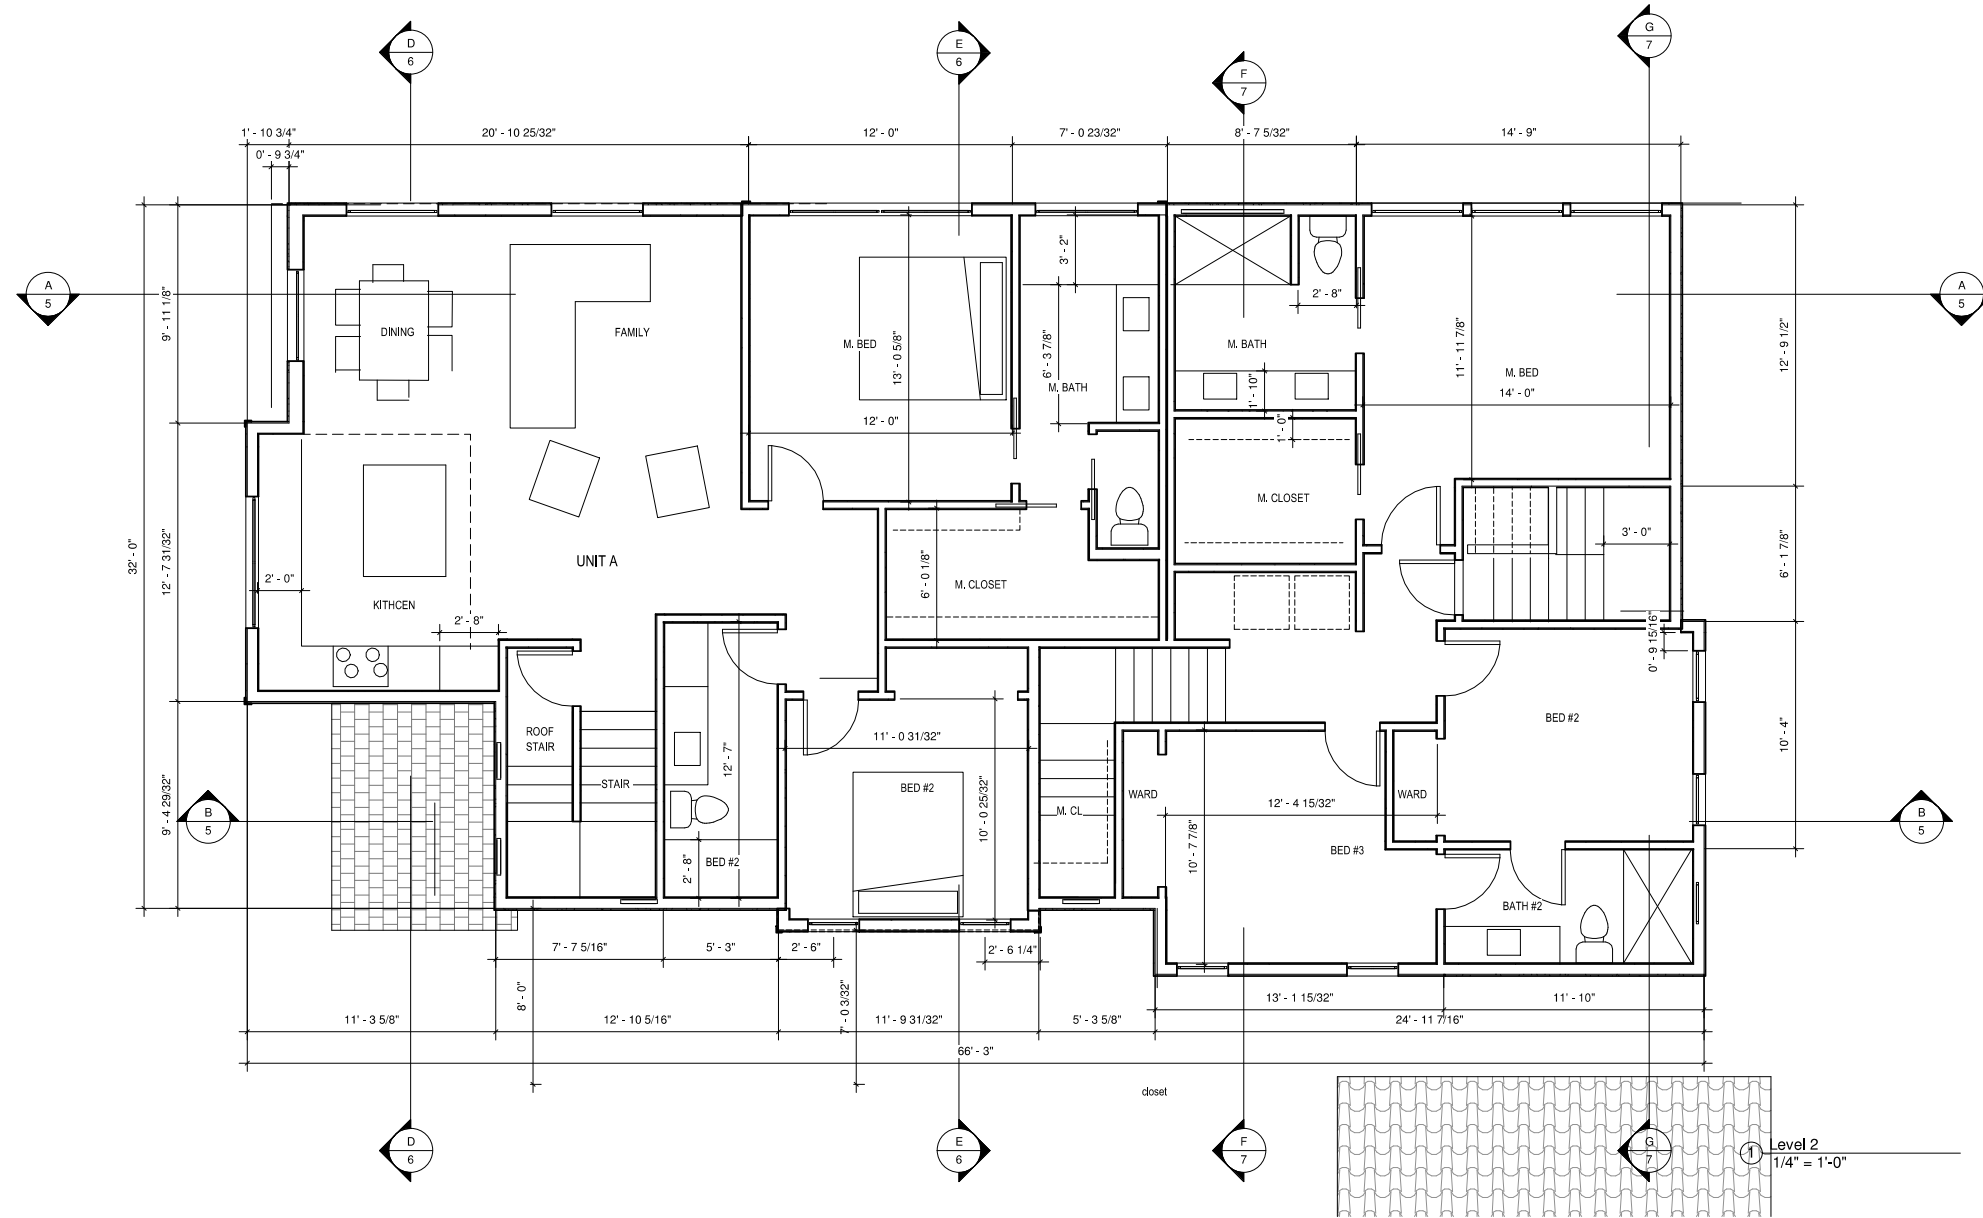 D
6
E
6
F
7
G
7
1' - 10 3/4"
20' - 10 25/32"
12' - 0"
7' - 0 23/32"
8' - 7 5/32"
14' - 9"
0' - 9 3/4"
A
5
A
5
9' - 11 1/8"
12' - 7 31/32"
9' - 4 29/32"
32' - 0"
DINING
FAMILY
M. BED
13' - 0 5/8"
12' - 0"
3' - 2"
6' - 3 7/8"
M. BATH
2' - 8"
M. BATH
1' - 10"
1' - 0"
11' - 11 7/8"
M. BED
14' - 0"
12' - 9 1/2"
M. CLOSET
3' - 0"
6' - 1 7/8"
UNIT A
2' - 0"
KITHCEN
2' - 8"
6' - 0 1/8"
M. CLOSET
0' - 9 15/16"
10' - 4"
ROOF
STAIR
STAIR
12' - 7"
2' - 8"
BED #2
11' - 0 31/32"
BED #2
10' - 0 25/32"
M. CL
WARD
10' - 7 7/8"
12' - 4 15/32"
BED #3
WARD
BED #2
BATH #2
B
5
B
5
7' - 7 5/16"
5' - 3"
2' - 6"
2' - 6 1/4"
8' - 0"
7' - 0 3/32"
13' - 1 15/32"
11' - 10"
11' - 3 5/8"
12' - 10 5/16"
11' - 9 31/32"
5' - 3 5/8"
24' - 11 7/16"
66' - 3"
closet
D
6
E
6
F
7
G
7
1
Level 2
1/4" = 1'-0"